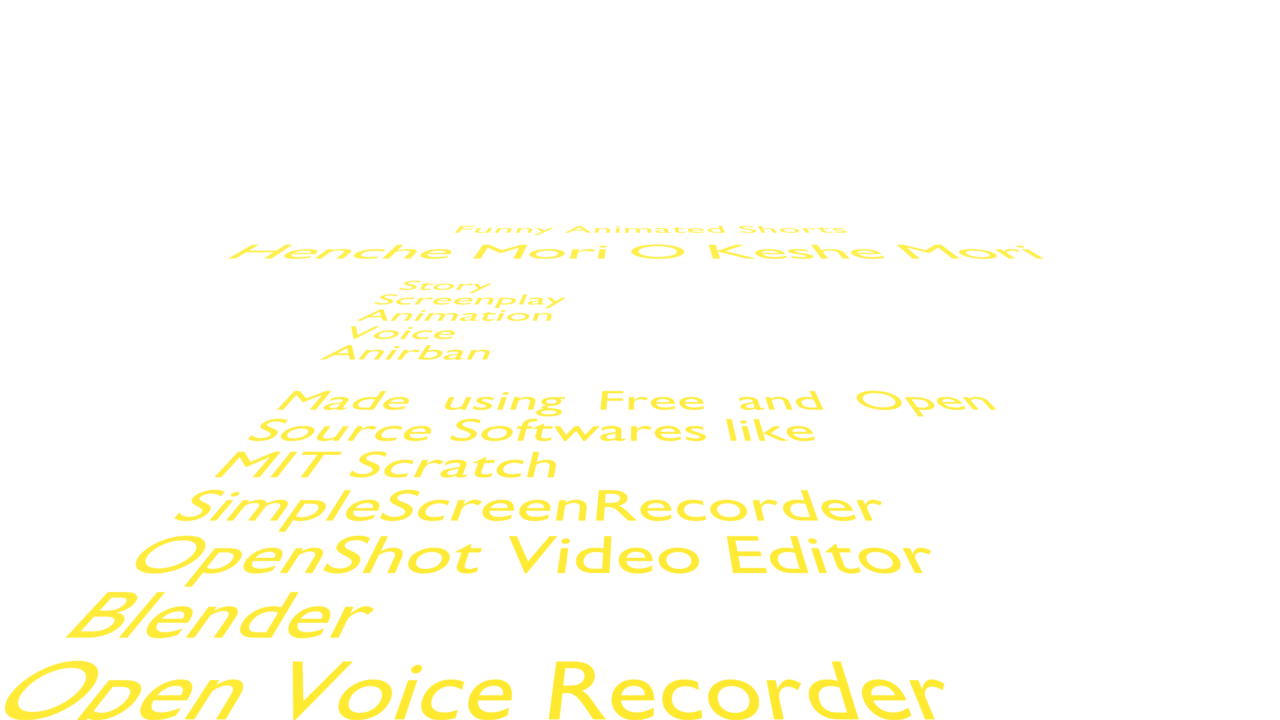 Funny Animated Shorts
Henche Mori O Keshe Mori
Story
Screenplay
Animation
Voice
Anirban
Made using Free and Open
Source Softwares like
MIT Scratch
SimpleScreenRecorder
OpenShot Video Editor
Blender
Open Voice Recorder